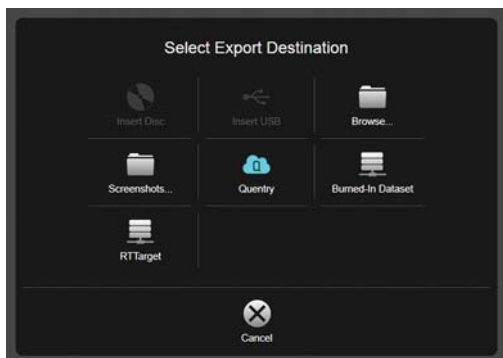 Select Export Destination
Insert Disc
Insert USB
Browse...
Screenshots...
Quentry
Burned-In Dataset
RTTarget
Cancel